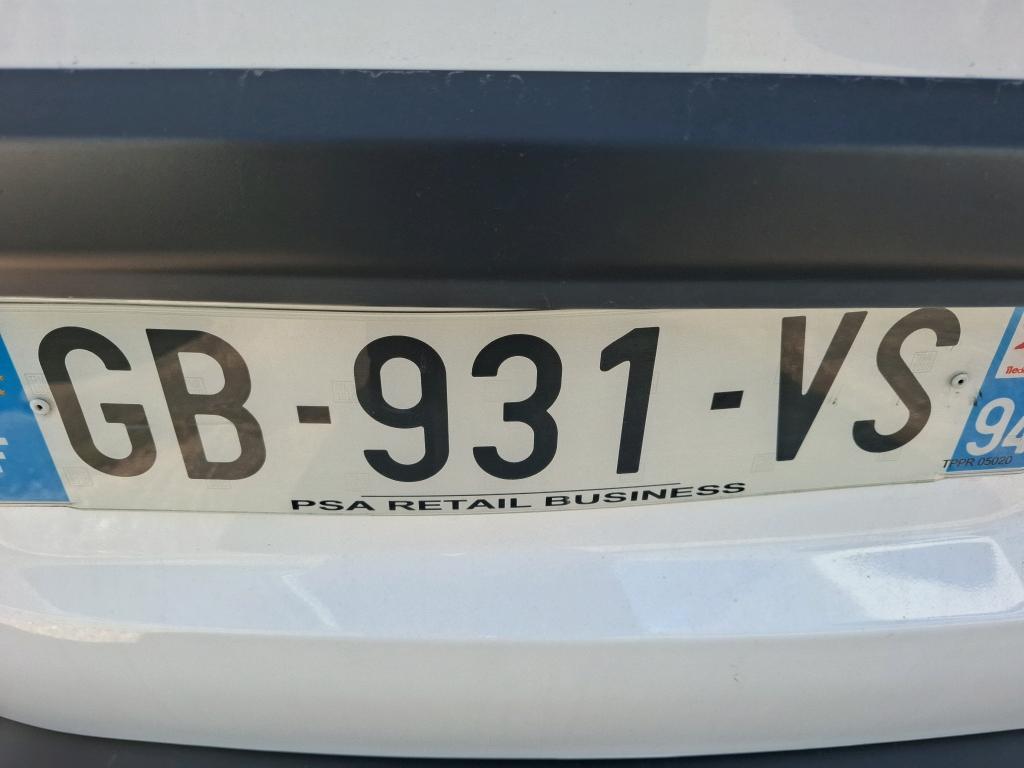 GB-931-VS
F
94
TPPR 05020
PSA RETAIL BUSINESS